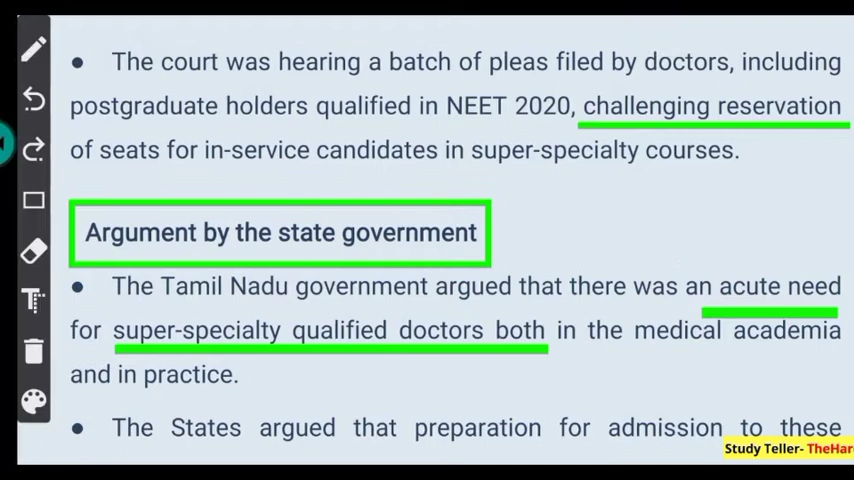 ● The court was hearing a batch of pleas filed by doctors, including
postgraduate holders qualified in NEET 2020, challenging reservation
of seats for in-service candidates in super-specialty courses.
Argument by the state government
● The Tamil Nadu government argued that there was an acute need
for super-specialty qualified doctors both in the medical academia
and in practice.
● The States argued that preparation for admission to these
Study Teller- TheHar